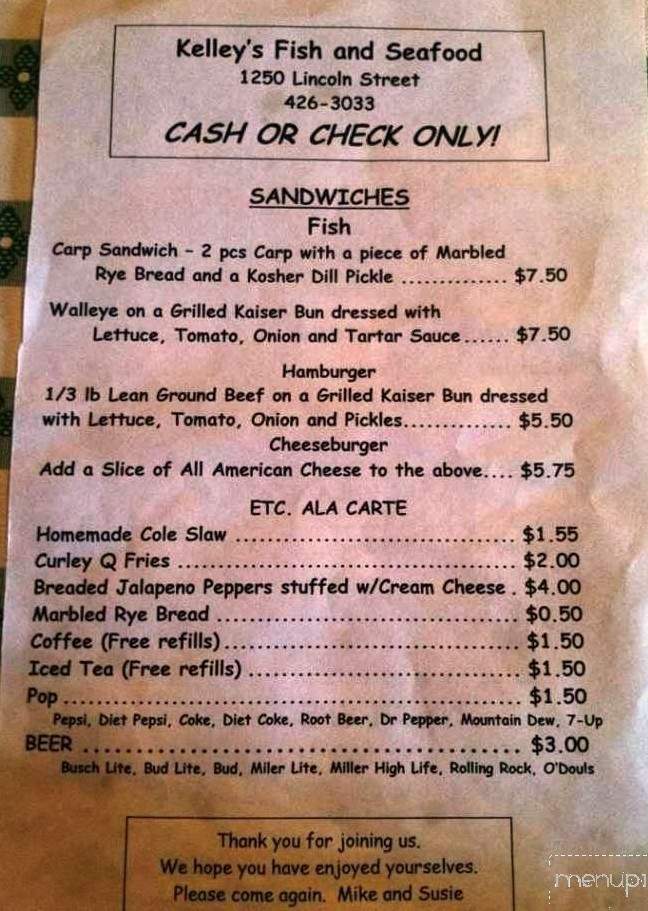 Kelley's Fish and Seafood
1250 Lincoln Street
426-3033
CASH OR CHECK ONLY!
SANDWICHES
Fish
Carp Sandwich - 2 pcs Carp with a piece of Marbled
Rye Bread and a Kosher Dill Pickle .............. $7.50
Walleye on a Grilled Kaiser Bun dressed with
Lettuce, Tomato, Onion and Tartar Sauce...... $7.50
Hamburger
1/3 lb Lean Ground Beef on a Grilled Kaiser Bun dressed
with Lettuce, Tomato, Onion and Pickles.............. $5.50
Cheeseburger
Add a Slice of All American Cheese to the above.... $5.75
ETC. ALA CARTE
Homemade Cole Slaw .................................... $1.55
Curley Q Fries ............................................ $2.00
Breaded Jalapeno Peppers stuffed w/Cream Cheese . $4.00
Marbled Rye Bread ....................................... $0.50
Coffee (Free refills)...................................... $1.50
Iced Tea (Free refills) ................................... $1.50
Pop............................................................ $1.50
Pepsi, Diet Pepsi, Coke, Diet Coke, Root Beer, Dr Pepper, Mountain Dew, 7-Up
BEER ......................................... $3.00
Busch Lite, Bud Lite, Bud, Miler Lite, Miller High Life, Rolling Rock, O'Douls
Thank you for joining us.
We hope you have enjoyed yourselves.
Please come again. Mike and Susie
menupi